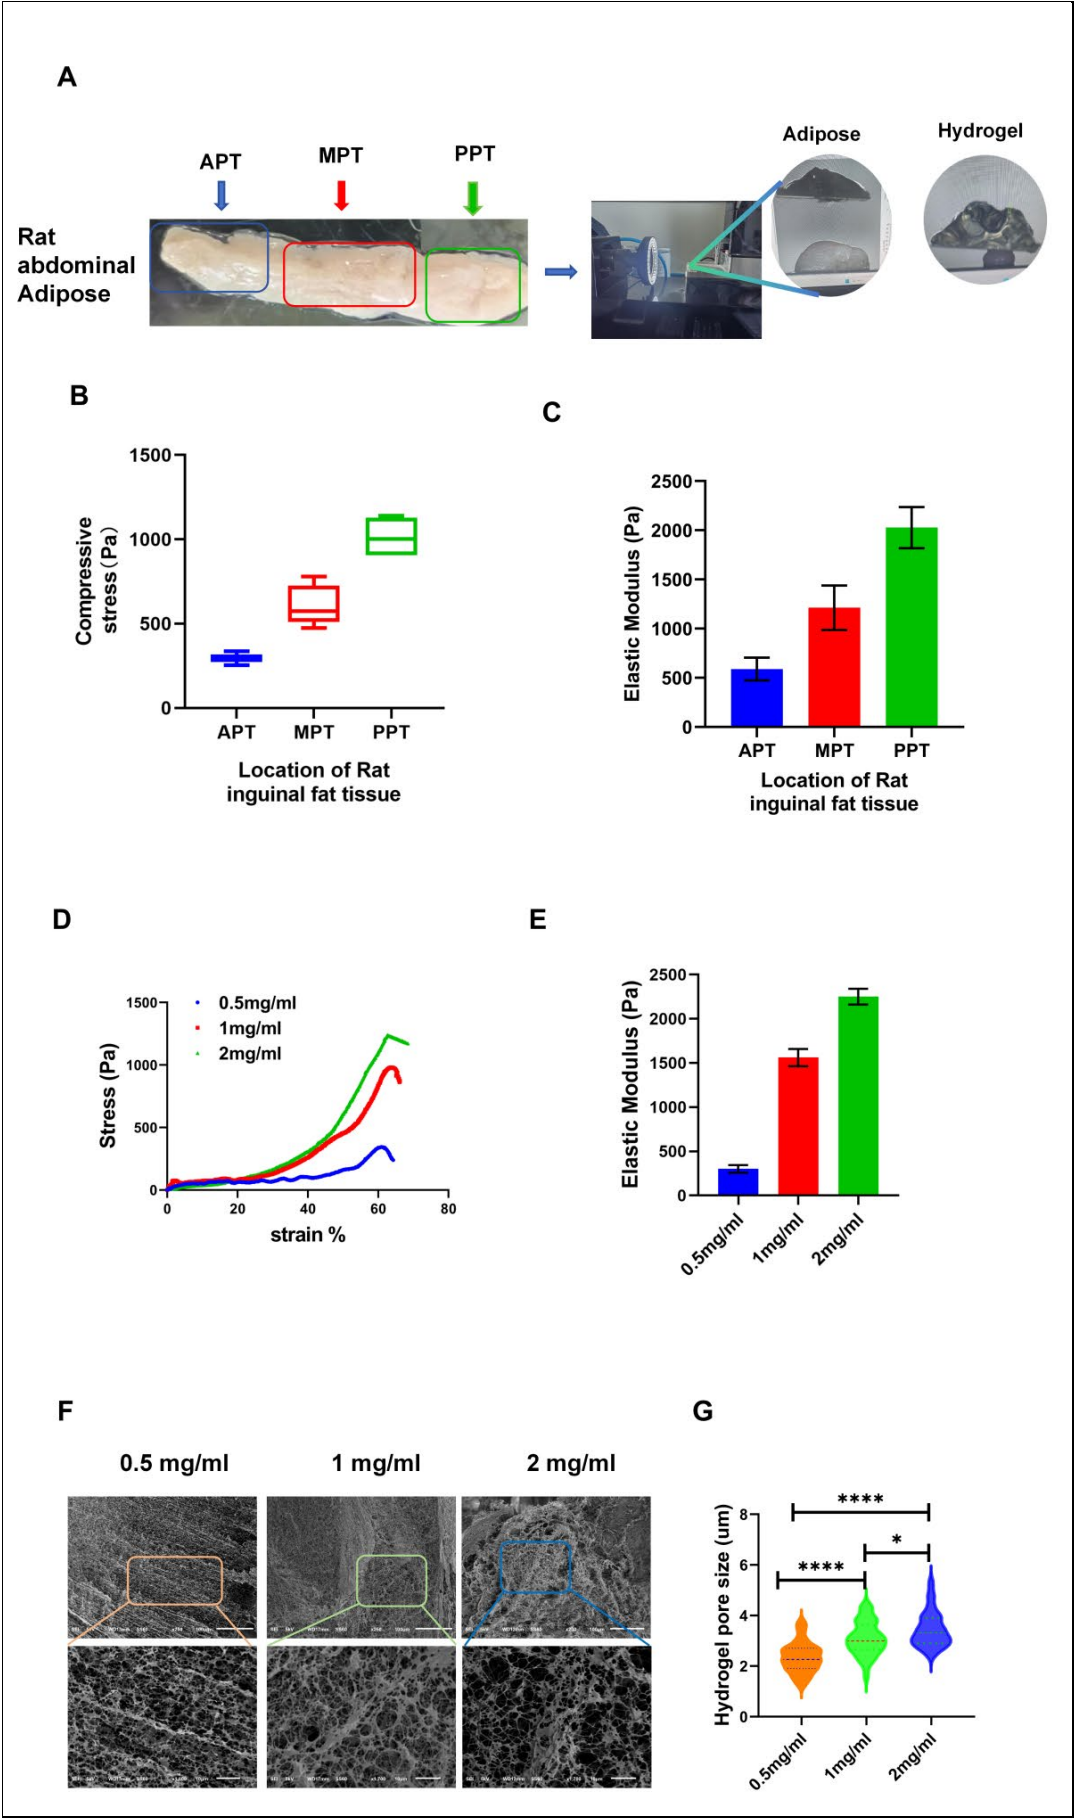 A
Adipose
Hydrogel
APT
MPT
PPT
Rat
abdominal
Adipose
B
Compressive
stress（Pa）
1500
1000
500
0
APT
MPT
PPT
Location of Rat
inguinal fat tissue
C
Elastic Modulus (Pa)
2500
2000
1500
1000
500
0
APT
MPT
PPT
Location of Rat
inguinal fat tissue
D
Stress (Pa)
1500
1000
500
0
0.5mg/ml
1mg/ml
2mg/ml
0
20
40
60
80
strain %
E
Elastic Modulus (Pa)
2500
2000
1500
1000
500
0
0.5mg/ml
1mg/ml
2mg/ml
F
0.5 mg/ml
1 mg/ml
2 mg/ml
G
Hydrogel pore size (um)
8
6
4
2
0
****
****
*
0.5mg/ml
1mg/ml
2mg/ml